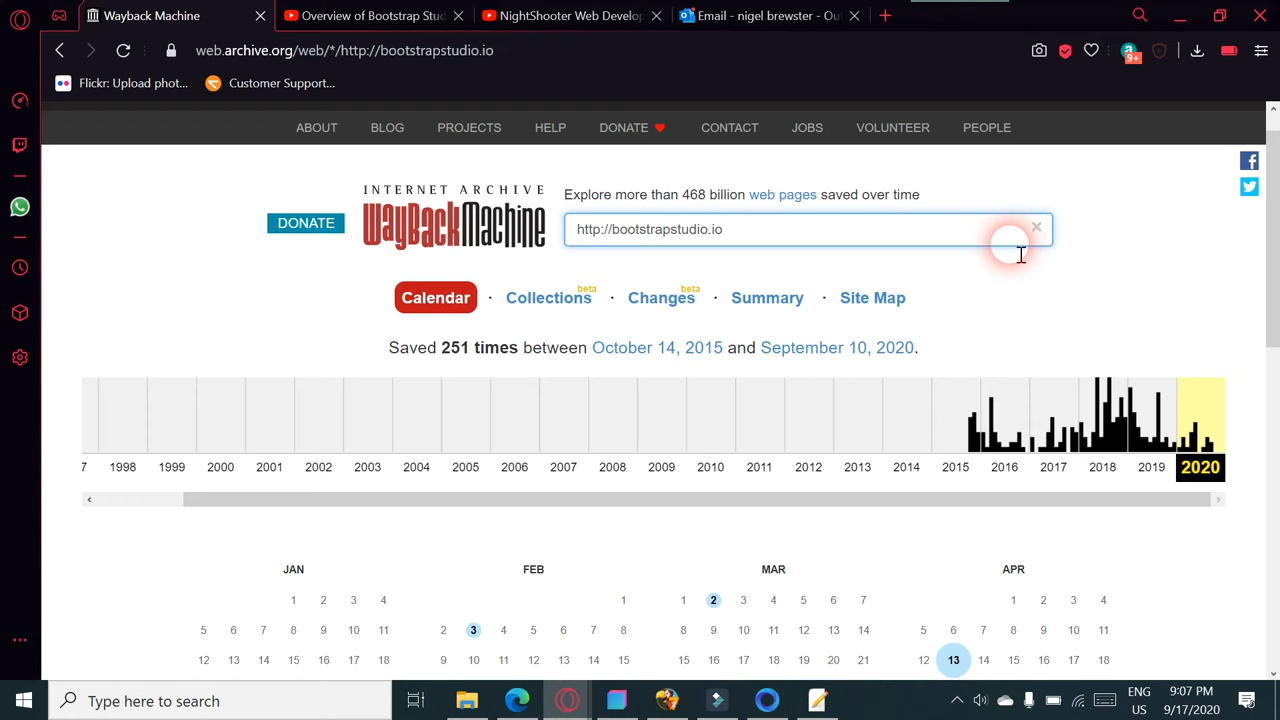 Wayback Machine
Overview of Bootstrap Stud
NightShooter Web Develop
Email - nigel brewster - Out
web.archive.org/web/*/http://bootstrapstudio.io
9+
Flickr: Upload phot...
Customer Support...
ABOUT BLOG PROJECTS HELP DONATE CONTACT JOBS VOLUNTEER PEOPLE
INTERNET ARCHIVE
WayBackMachine
DONATE
Explore more than 468 billion web pages saved over time
http://bootstrapstudio.io
Calendar · Collections beta · Changes beta · Summary · Site Map
Saved 251 times between October 14, 2015 and September 10, 2020.
7 1998 1999 2000 2001 2002 2003 2004 2005 2006 2007 2008 2009 2010 2011 2012 2013 2014 2015 2016 2017 2018 2019 2020
JAN FEB MAR APR
1 2 3 4 1 1 2 3 4 5 6 7 1 2 3 4
5 6 7 8 9 10 11 2 3 4 5 6 7 8 8 9 10 11 12 13 14 5 6 7 8 9 10 11
12 13 14 15 16 17 18 9 10 11 12 13 14 15 15 16 17 18 19 20 21 12 13 14 15 16 17 18
Type here to search
ENG
US
9:07 PM
9/17/2020